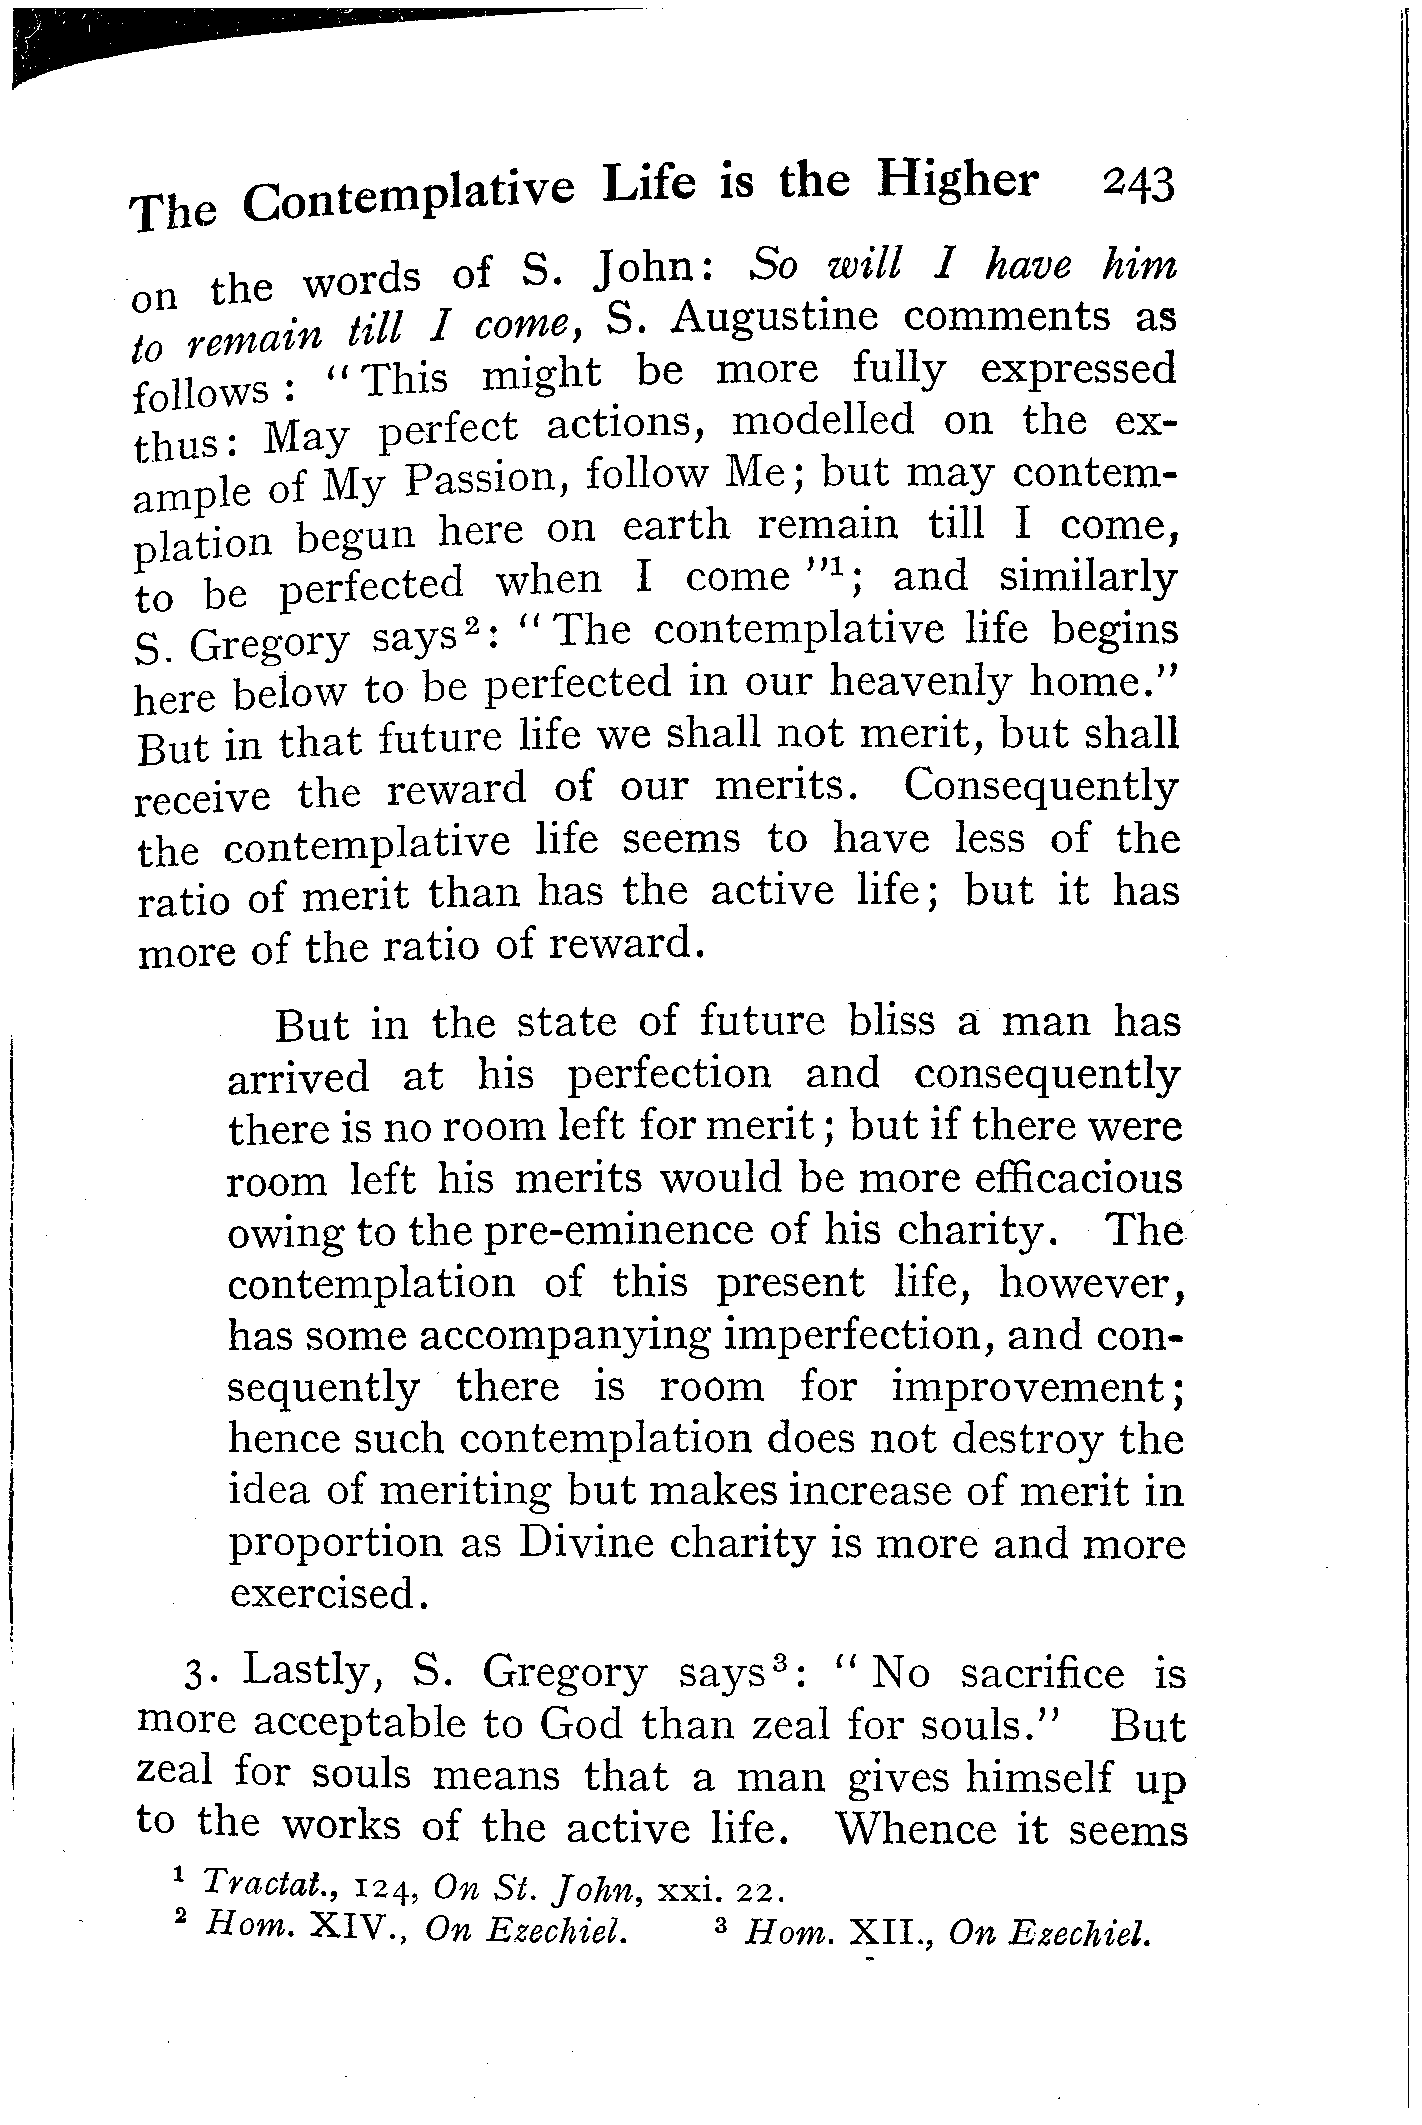 The Contemplative Life is the Higher 243
on the words of S. John: So will I have him
to remain till I come, S. Augustine comments as
follows: "This might be more fully expressed
thus: May perfect actions, modelled on the ex-
ample of My Passion, follow Me; but may contem-
plation begun here on earth remain till I come,
to be perfected when I come"¹; and similarly
S. Gregory says²: "The contemplative life begins
here below to be perfected in our heavenly home."
But in that future life we shall not merit, but shall
receive the reward of our merits. Consequently
the contemplative life seems to have less of the
ratio of merit than has the active life; but it has
more of the ratio of reward.
But in the state of future bliss a man has
arrived at his perfection and consequently
there is no room left for merit; but if there were
room left his merits would be more efficacious
owing to the pre-eminence of his charity. The
contemplation of this present life, however,
has some accompanying imperfection, and con-
sequently there is room for improvement;
hence such contemplation does not destroy the
idea of meriting but makes increase of merit in
proportion as Divine charity is more and more
exercised.
3. Lastly, S. Gregory says³: "No sacrifice is
more acceptable to God than zeal for souls." But
zeal for souls means that a man gives himself up
to the works of the active life. Whence it seems
¹ Tractat., 124, On St. John, xxi. 22.
² Hom. XIV., On Ezechiel. ³ Hom. XII., On Ezechiel.